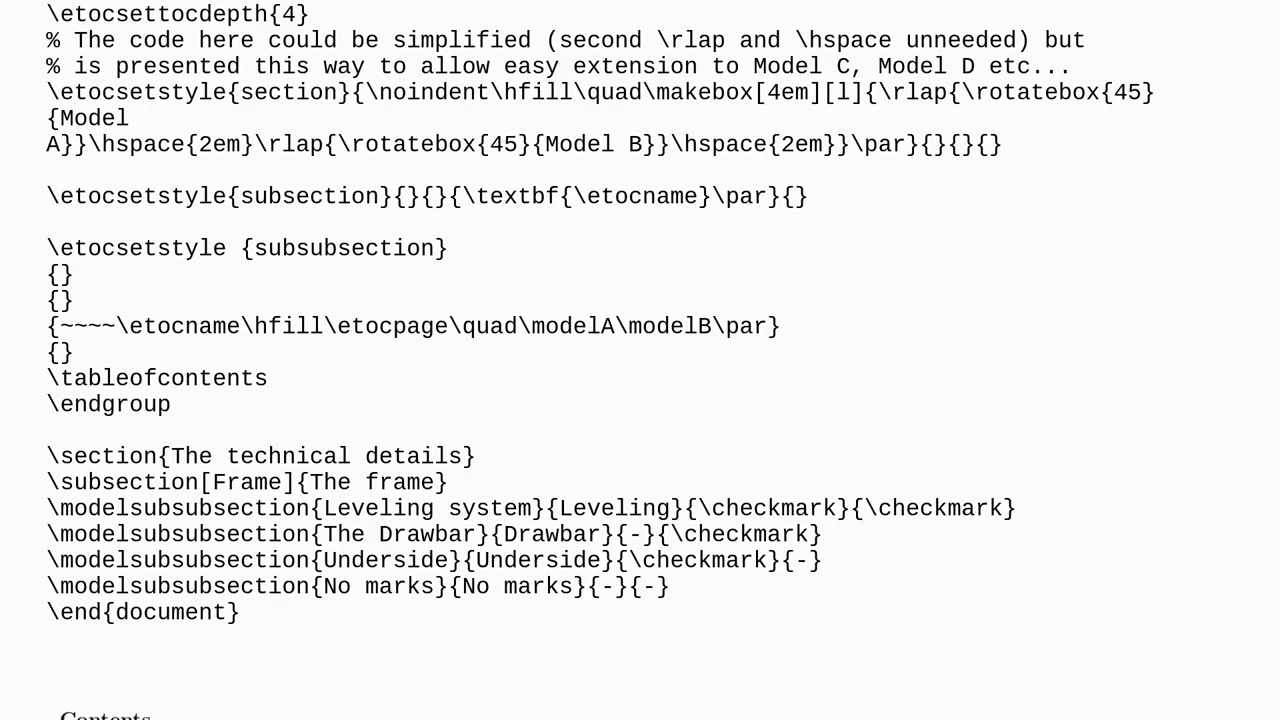 \etocsettocdepth{4}
% The code here could be simplified (second \rlap and \hspace unneeded) but
% is presented this way to allow easy extension to Model C, Model D etc...
\etocsetstyle{section}{\noindent\hfill\quad\makebox[4em][l]{\rlap{\rotatebox{45}
{Model
A}}\hspace{2em}\rlap{\rotatebox{45}{Model B}}\hspace{2em}}\par}{}{}{}
\etocsetstyle{subsection}{}{}{\textbf{\etocname}\par}{}
\etocsetstyle {subsubsection}
{}
{}
{~~~~\etocname\hfill\etocpage\quad\modelA\modelB\par}
{}
\tableofcontents
\endgroup
\section{The technical details}
\subsection[Frame]{The frame}
\modelsubsubsection{Leveling system}{Leveling}{\checkmark}{\checkmark}
\modelsubsubsection{The Drawbar}{Drawbar}{-}{\checkmark}
\modelsubsubsection{Underside}{Underside}{\checkmark}{-}
\modelsubsubsection{No marks}{No marks}{-}{-}
\end{document}
Contents